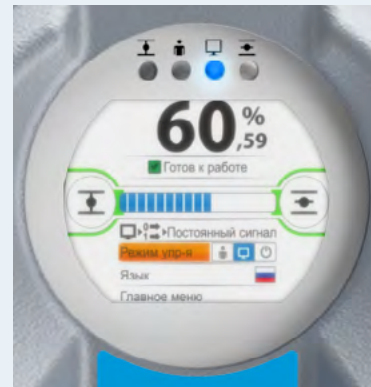 60,59 %
Готов к работе
Постоянный сигнал
Режим упр-я
Язык
Главное меню